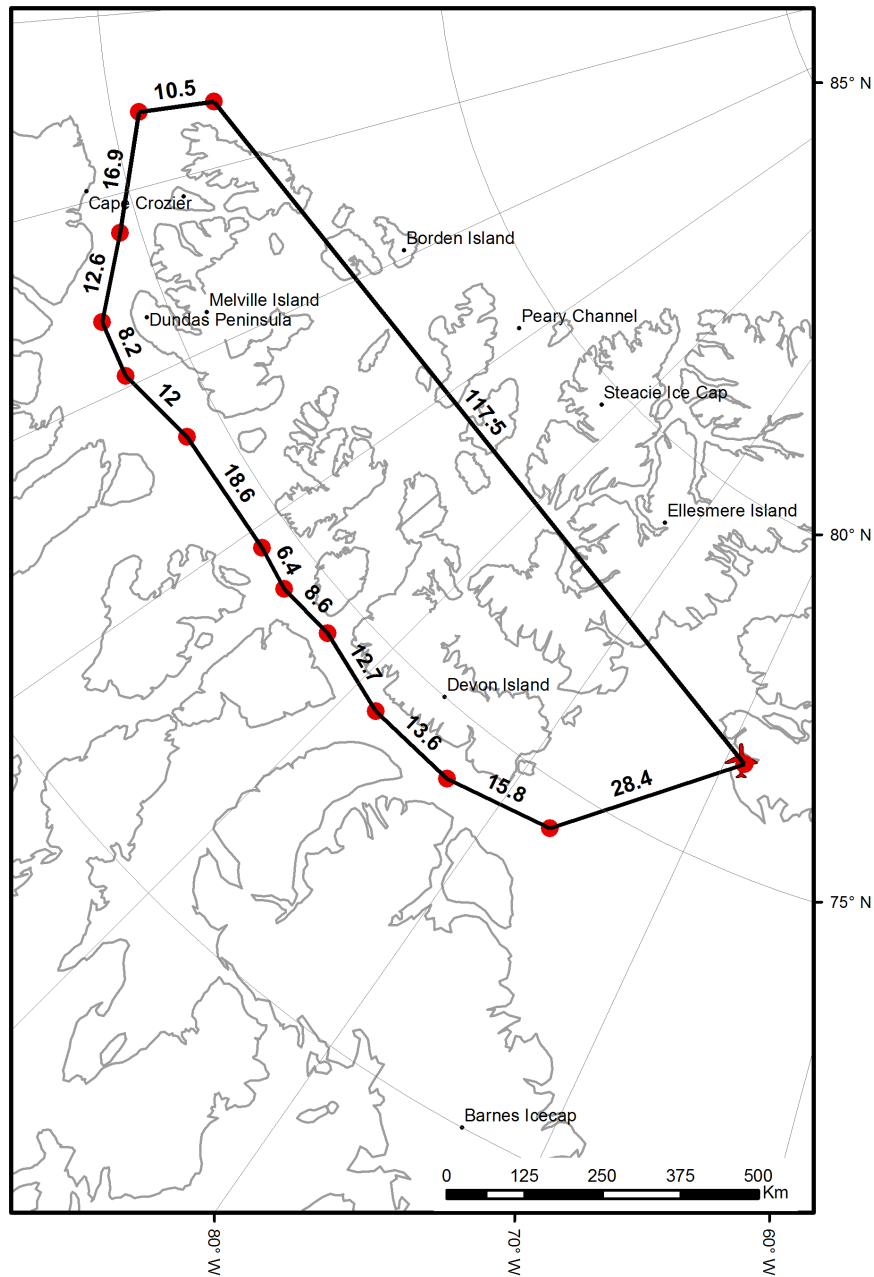 10.5
85° N
16.9
Cape Crozier
Borden Island
12.6
Melville Island
Dundas Peninsula
Peary Channel
8.2
12
117.5
Steacie Ice Cap
18.6
Ellesmere Island
80° N
6.4
8.6
12.7
Devon Island
13.6
15.8
28.4
75° N
Barnes Icecap
0 125 250 375 500
Km
80° W
70° W
60° W